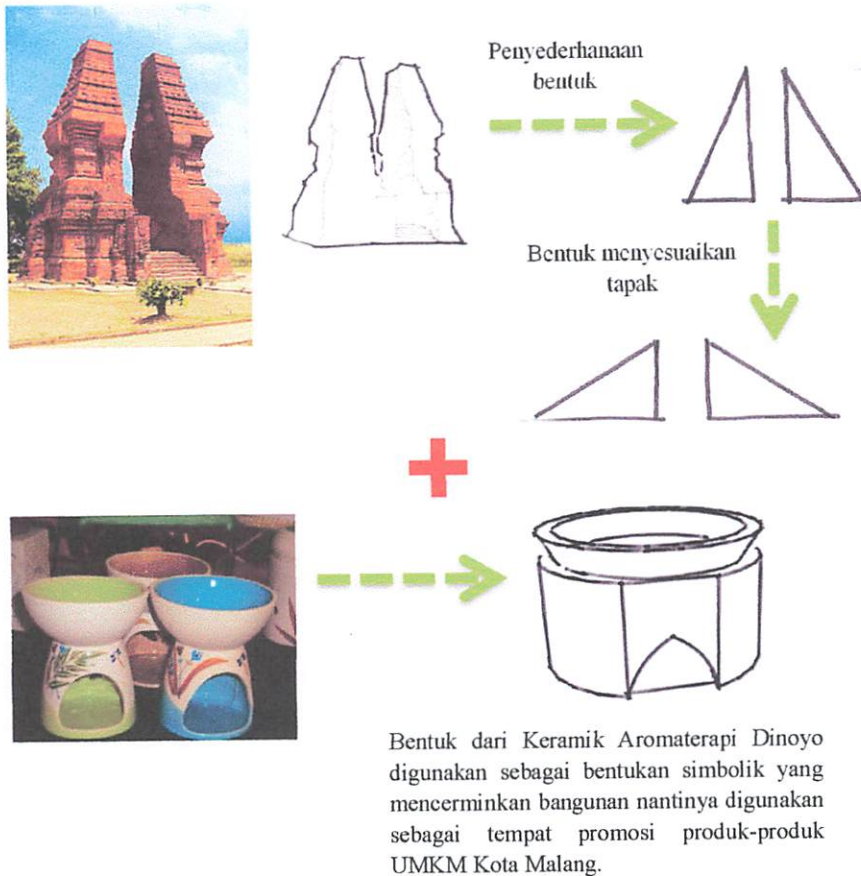 Penyederhanaan
bentuk
Bentuk menyesuaikan
tapak
Bentuk dari Keramik Aromaterapi Dinoyo
digunakan sebagai bentukan simbolik yang
mencerminkan bangunan nantinya digunakan
sebagai tempat promosi produk-produk
UMKM Kota Malang.